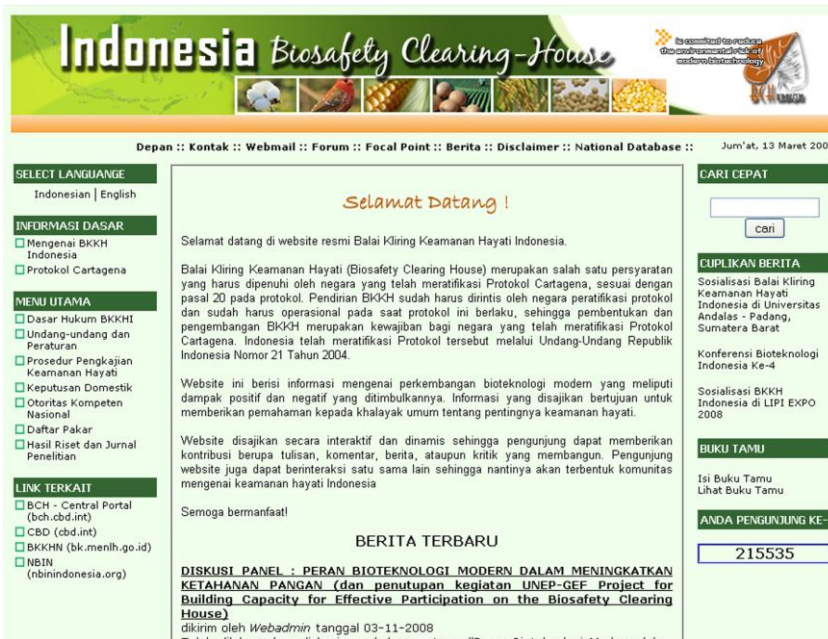 Indonesia Biosafety Clearing-House
is committed to reduce
the environmental risk of
modern biotechnology
Depan :: Kontak :: Webmail :: Forum :: Focal Point :: Berita :: Disclaimer :: National Database ::
Jum'at, 13 Maret 200
SELECT LANGUANGE
Indonesian | English
INFORMASI DASAR
Mengenai BKKH
Indonesia
Protokol Cartagena
MENU UTAMA
Dasar Hukum BKKHI
Undang-undang dan
Peraturan
Prosedur Pengkajian
Keamanan Hayati
Keputusan Domestik
Otoritas Kompeten
Nasional
Daftar Pakar
Hasil Riset dan Jurnal
Penelitian
LINK TERKAIT
BCH - Central Portal
(bch.cbd.int)
CBD (cbd.int)
BKKHN (bk.menlh.go.id)
NBIN
(nbinindonesia.org)
Selamat Datang !
Selamat datang di website resmi Balai Kliring Keamanan Hayati Indonesia.
Balai Kliring Keamanan Hayati (Biosafety Clearing House) merupakan salah satu persyaratan
yang harus dipenuhi oleh negara yang telah meratifikasi Protokol Cartagena, sesuai dengan
pasal 20 pada protokol. Pendirian BKKH sudah harus dirintis oleh negara peratifikasi protokol
dan sudah harus operasional pada saat protokol ini berlaku, sehingga pembentukan dan
pengembangan BKKH merupakan kewajiban bagi negara yang telah meratifikasi Protokol
Cartagena. Indonesia telah meratifikasi Protokol tersebut melalui Undang-Undang Republik
Indonesia Nomor 21 Tahun 2004.
Website ini berisi informasi mengenai perkembangan bioteknologi modern yang meliputi
dampak positif dan negatif yang ditimbulkannya. Informasi yang disajikan bertujuan untuk
memberikan pemahaman kepada khalayak umum tentang pentingnya keamanan hayati.
Website disajikan secara interaktif dan dinamis sehingga pengunjung dapat memberikan
kontribusi berupa tulisan, komentar, berita, ataupun kritik yang membangun. Pengunjung
website juga dapat berinteraksi satu sama lain sehingga nantinya akan terbentuk komunitas
mengenai keamanan hayati Indonesia
Semoga bermanfaat!
BERITA TERBARU
DISKUSI PANEL : PERAN BIOTEKNOLOGI MODERN DALAM MENINGKATKAN
KETAHANAN PANGAN (dan penutupan kegiatan UNEP-GEF Project for
Building Capacity for Effective Participation on the Biosafety Clearing
House)
dikirim oleh Webadmin tanggal 03-11-2008
CARI CEPAT
cari
CUPLIKAN BERITA
Sosialisasi Balai Kliring
Keamanan Hayati
Indonesia di Universitas
Andalas - Padang,
Sumatera Barat
Konferensi Bioteknologi
Indonesia Ke-4
Sosialisasi BKKH
Indonesia di LIPI EXPO
2008
BUKU TAMU
Isi Buku Tamu
Lihat Buku Tamu
ANDA PENGUNJUNG KE-
215535